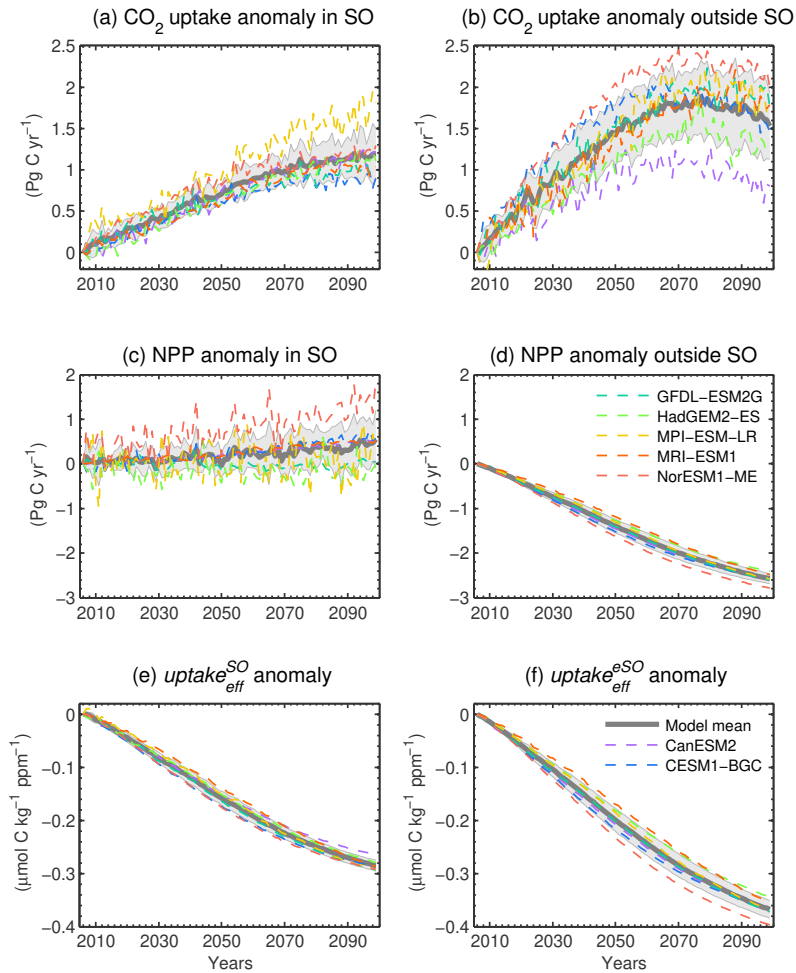 (a) CO₂ uptake anomaly in SO
(b) CO₂ uptake anomaly outside SO
(Pg C yr⁻¹)
2.5
2
1.5
1
0.5
0
2010 2030 2050 2070 2090
(Pg C yr⁻¹)
2.5
2
1.5
1
0.5
0
2010 2030 2050 2070 2090
(c) NPP anomaly in SO
(d) NPP anomaly outside SO
(Pg C yr⁻¹)
2
1
0
−1
−2
−3
2010 2030 2050 2070 2090
(Pg C yr⁻¹)
2
1
0
−1
−2
−3
2010 2030 2050 2070 2090
GFDL−ESM2G
HadGEM2−ES
MPI−ESM−LR
MRI−ESM1
NorESM1−ME
(e) uptake_eff^SO anomaly
(f) uptake_eff^eSO anomaly
(μmol C kg⁻¹ ppm⁻¹)
0
−0.1
−0.2
−0.3
−0.4
2010 2030 2050 2070 2090
Years
(μmol C kg⁻¹ ppm⁻¹)
0
−0.1
−0.2
−0.3
−0.4
2010 2030 2050 2070 2090
Years
Model mean
CanESM2
CESM1−BGC